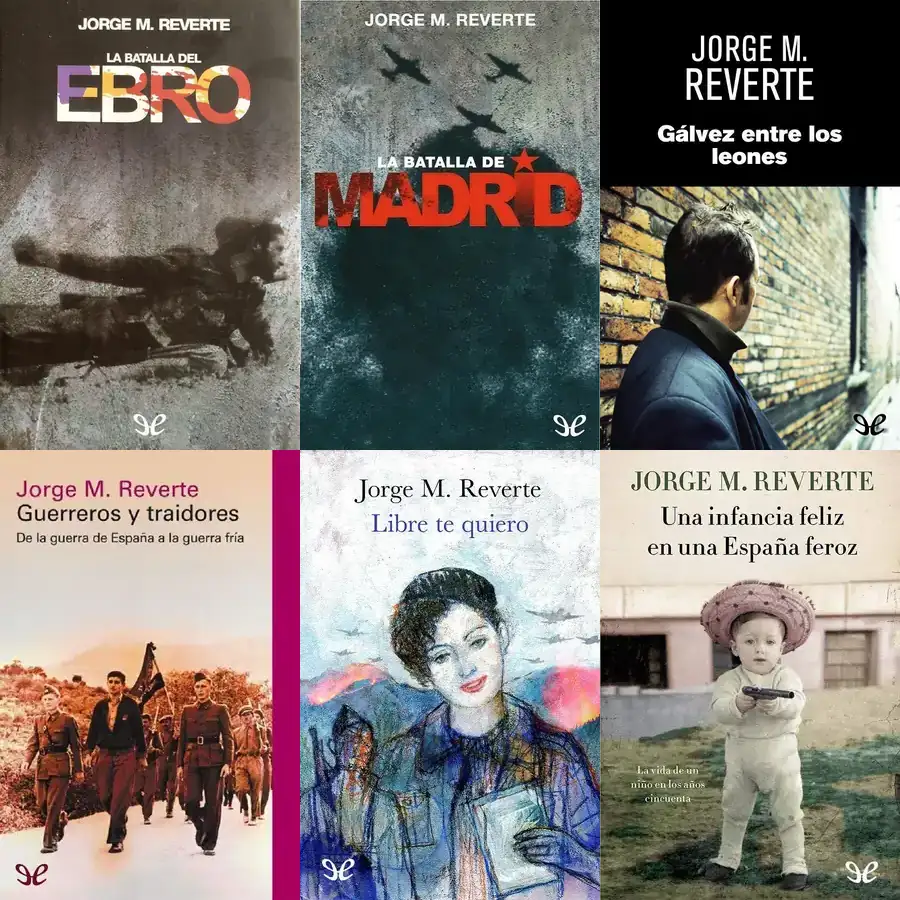 JORGE M. REVERTE
LA BATALLA DEL
EBRO
JORGE M. REVERTE
LA BATALLA DE
MADRID
JORGE M.
REVERTE
Gálvez entre los
leones
Jorge M. Reverte
Guerreros y traidores
De la guerra de España a la guerra fría
Jorge M. Reverte
Libre te quiero
JORGE M. REVERTE
Una infancia feliz
en una España feroz
La vida de un
niño en los años
cincuenta